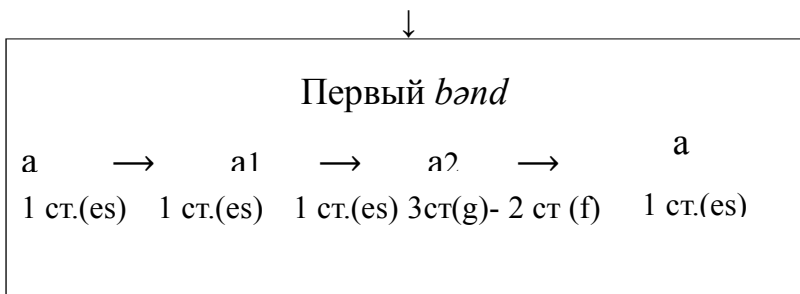 ↓
Первый bənd
a → a1 → a2 → a
1 ст.(es) 1 ст.(es) 1 ст.(es) 3ст(g)- 2 ст (f) 1 ст.(es)